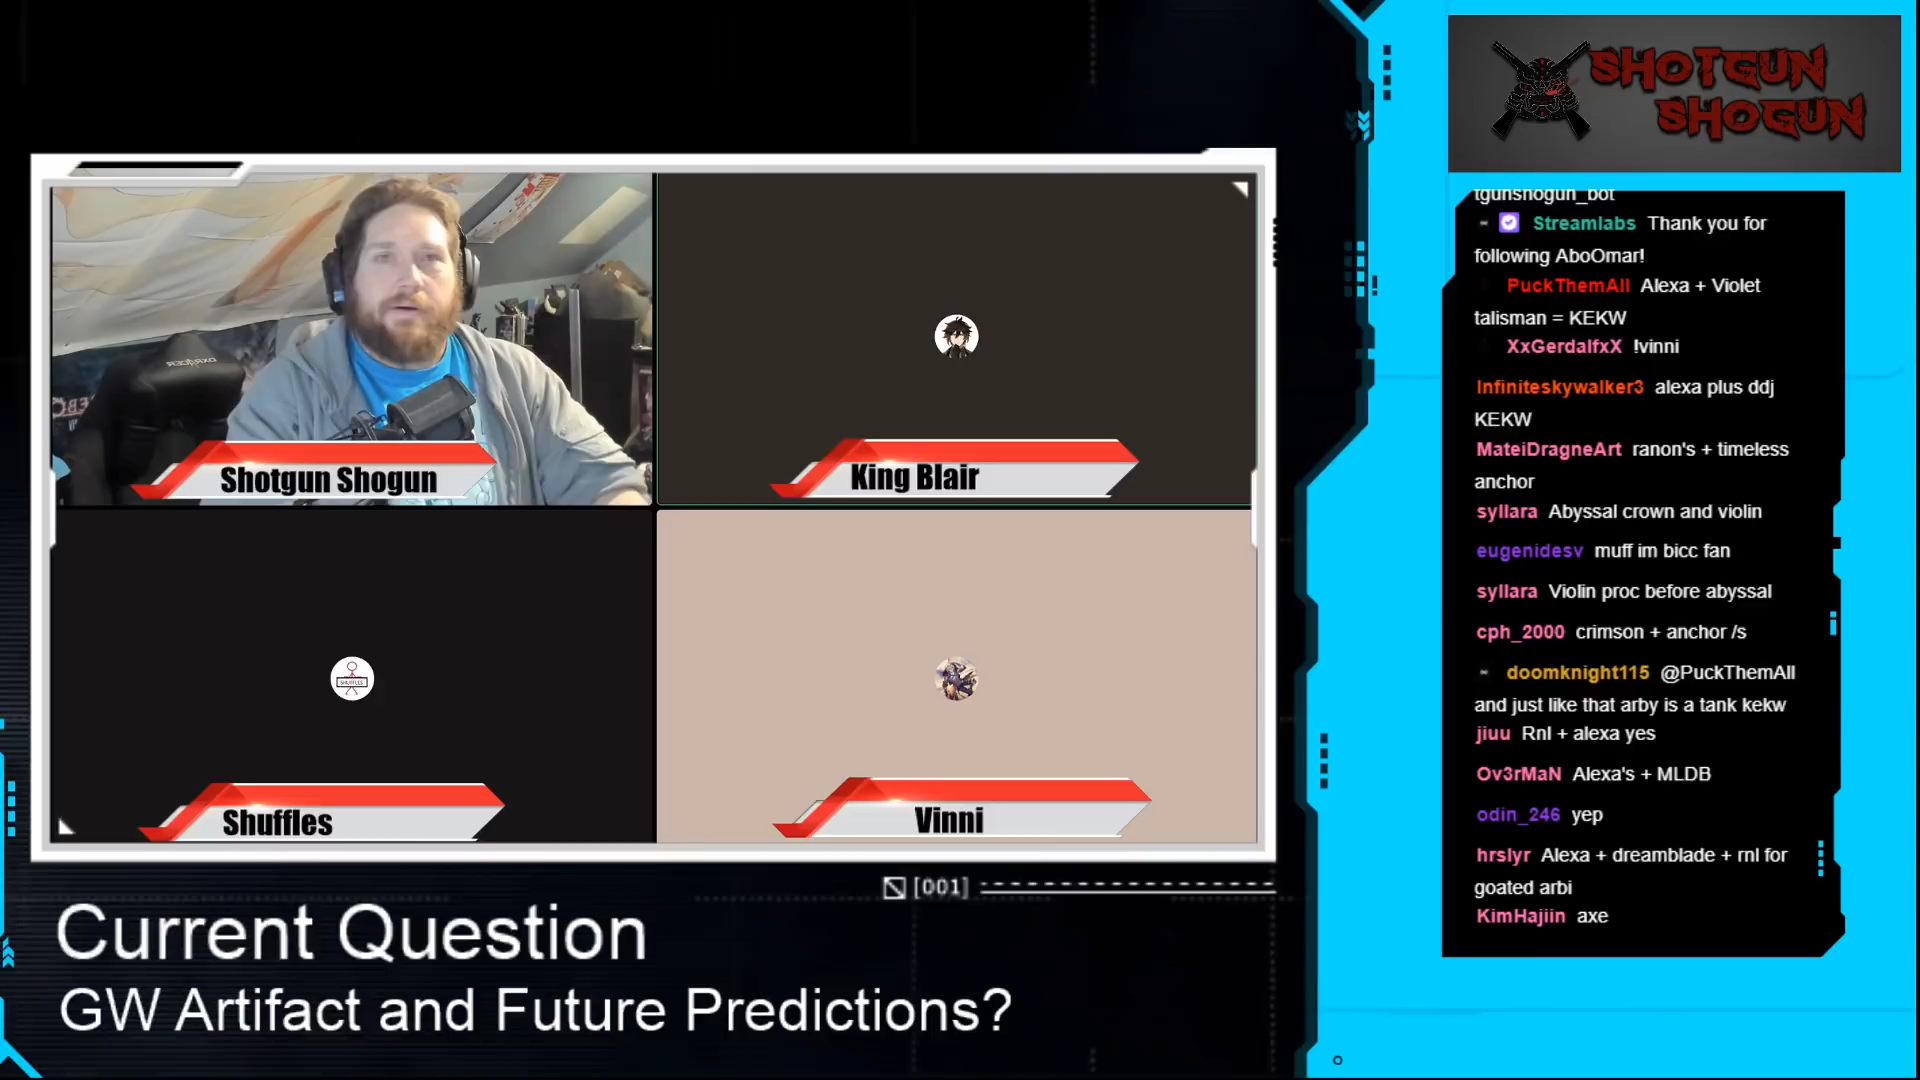 SHOTGUN
SHOGUN
Shotgun Shogun
King Blair
Shuffles
SHUFFLES
Vinni
[001]
Current Question
GW Artifact and Future Predictions?
tgunshogun_bot
Streamlabs Thank you for
following AboOmar!
PuckThemAll Alexa + Violet
talisman = KEKW
XxGerdalfxX !vinni
Infiniteskywalker3 alexa plus ddj
KEKW
MateiDragneArt ranon's + timeless
anchor
syllara Abyssal crown and violin
eugenidesv muff im bicc fan
syllara Violin proc before abyssal
cph_2000 crimson + anchor /s
doomknight115 @PuckThemAll
and just like that arby is a tank kekw
jiuu Rnl + alexa yes
Ov3rMaN Alexa's + MLDB
odin_246 yep
hrslyr Alexa + dreamblade + rnl for
goated arbi
KimHajiin axe